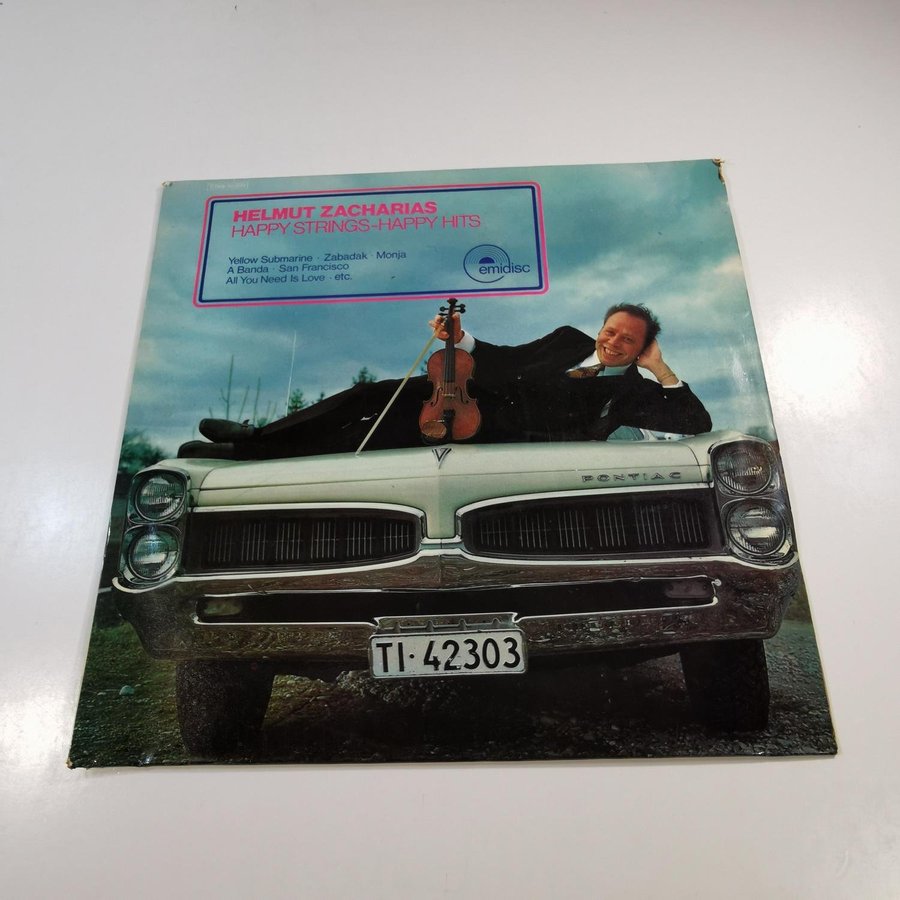 HELMUT ZACHARIAS
HAPPY STRINGS-HAPPY HITS
Yellow Submarine · Zabadak · Monja
A Banda · San Francisco
All You Need Is Love · etc.
emidisc
PONTIAC
TI·42303